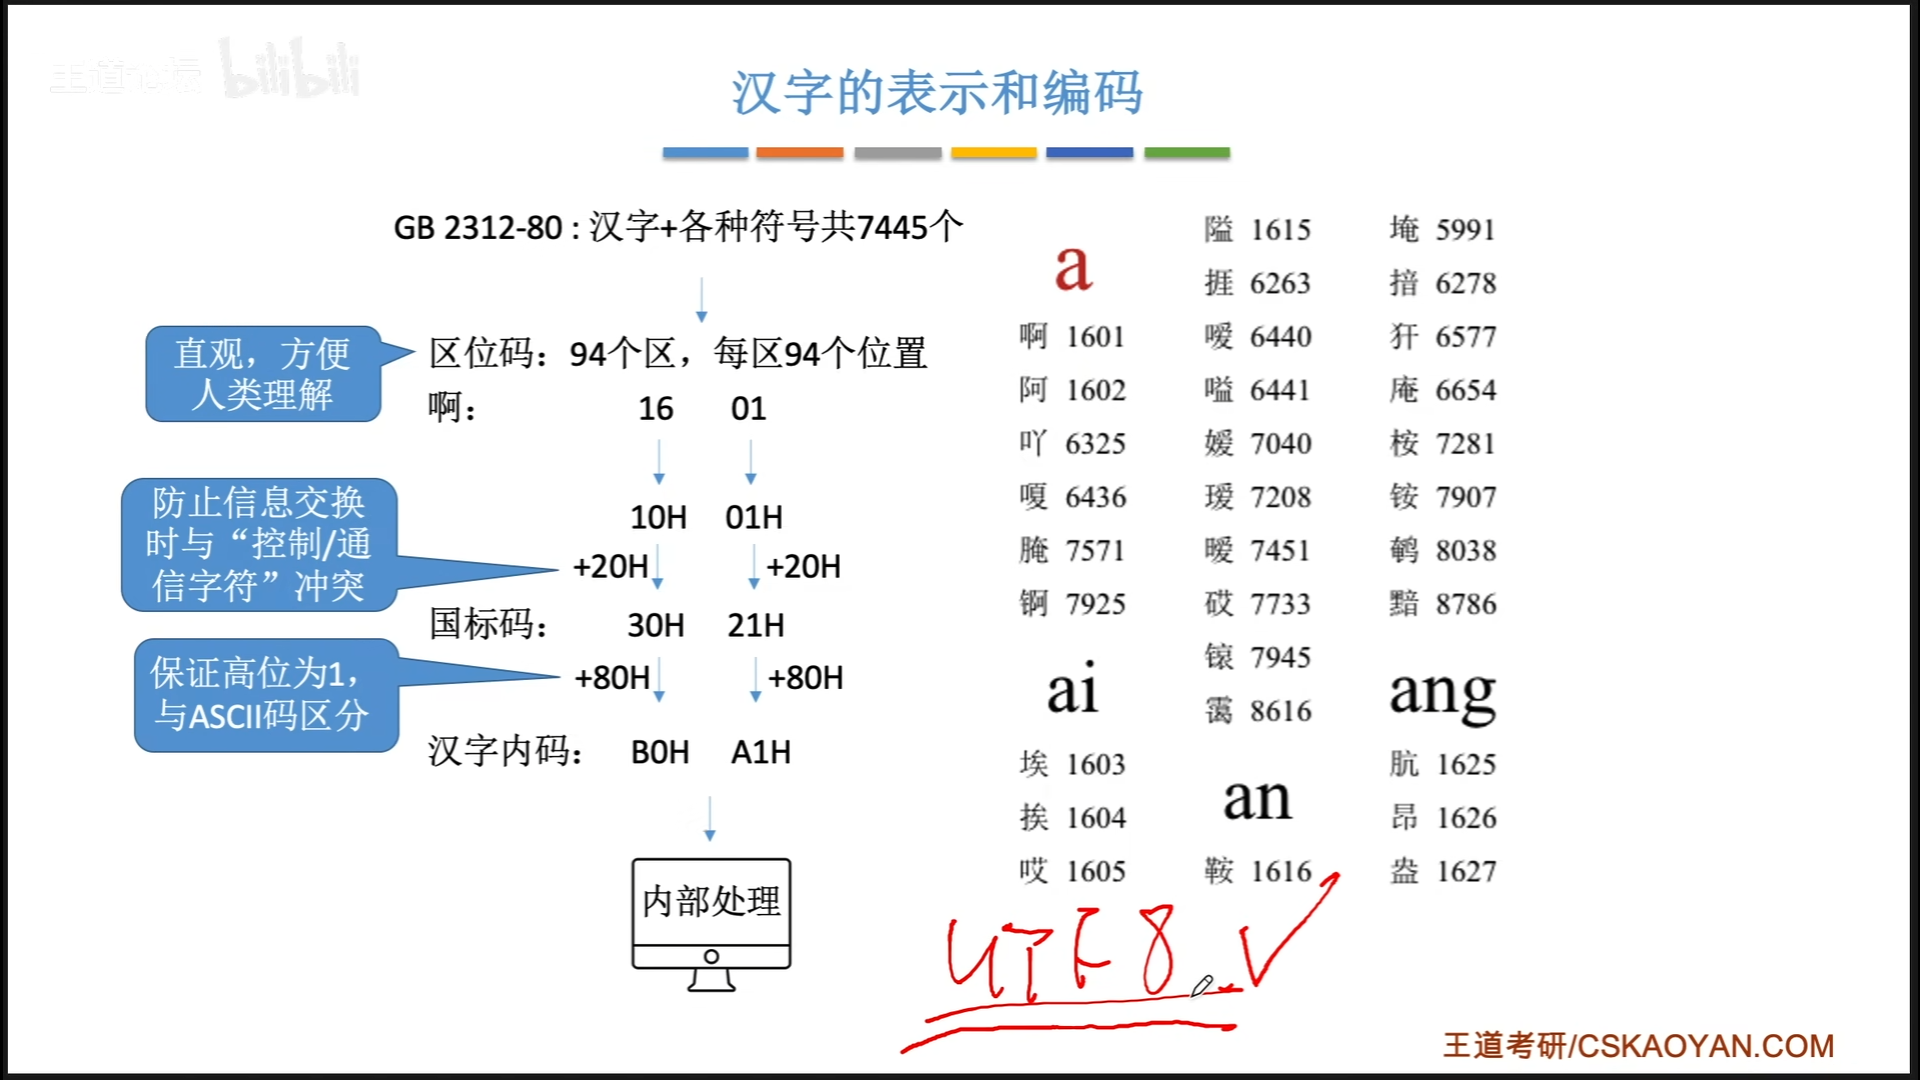 王道论坛 bilibili
汉字的表示和编码
GB 2312-80 : 汉字+各种符号共7445个
直观，方便
人类理解
区位码：94个区，每区94个位置
啊： 16 01
防止信息交换
时与“控制/通
信字符”冲突
10H 01H
+20H +20H
国标码： 30H 21H
保证高位为1，
与ASCII码区分
+80H +80H
汉字内码： B0H A1H
内部处理
a
啊 1601
阿 1602
吖 6325
嗄 6436
腌 7571
锕 7925
ai
埃 1603
挨 1604
哎 1605
隘 1615
捱 6263
嗳 6440
嗌 6441
嫒 7040
瑷 7208
暧 7451
砹 7733
锿 7945
霭 8616
an
鞍 1616
埯 5991
揞 6278
犴 6577
庵 6654
桉 7281
铵 7907
鹌 8038
黯 8786
ang
肮 1625
昂 1626
盎 1627
UTF8
王道考研/CSKAOYAN.COM